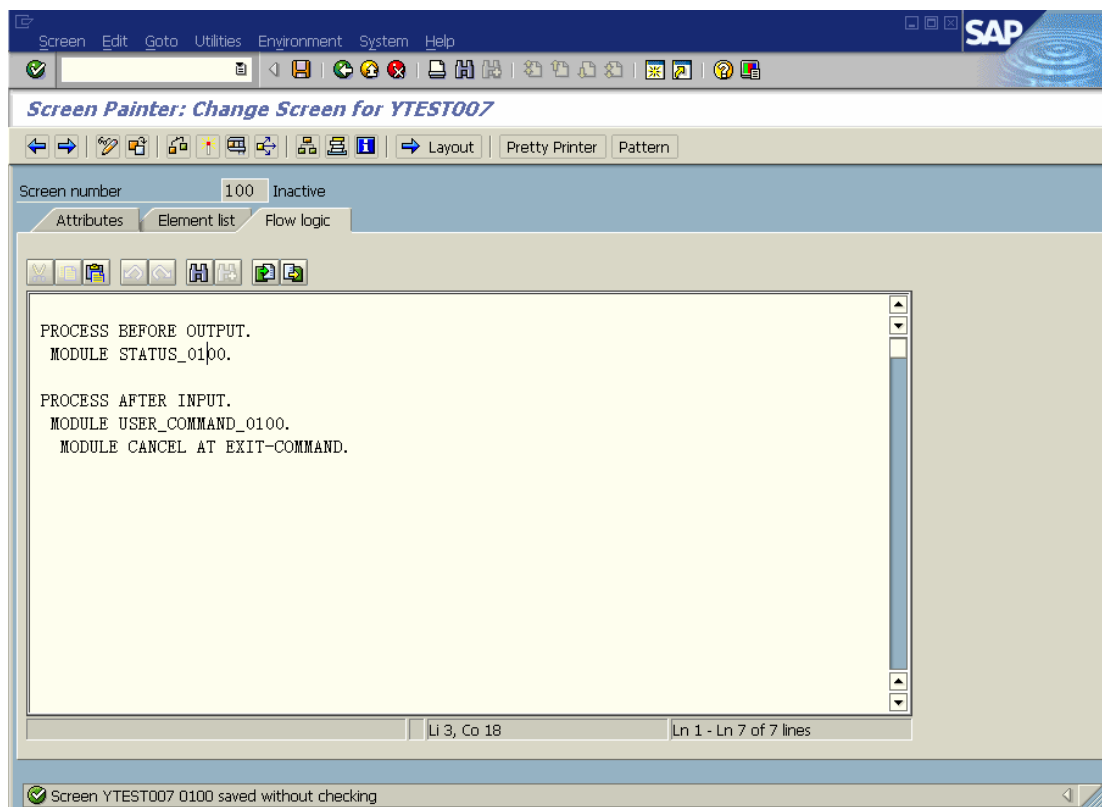 Screen Edit Goto Utilities Environment System Help
SAP
Screen Painter: Change Screen for YTEST007
Layout Pretty Printer Pattern
Screen number 100 Inactive
Attributes Element list Flow logic
PROCESS BEFORE OUTPUT.
MODULE STATUS_0100.
PROCESS AFTER INPUT.
MODULE USER_COMMAND_0100.
MODULE CANCEL AT EXIT-COMMAND.
Li 3, Co 18 Ln 1 - Ln 7 of 7 lines
Screen YTEST007 0100 saved without checking